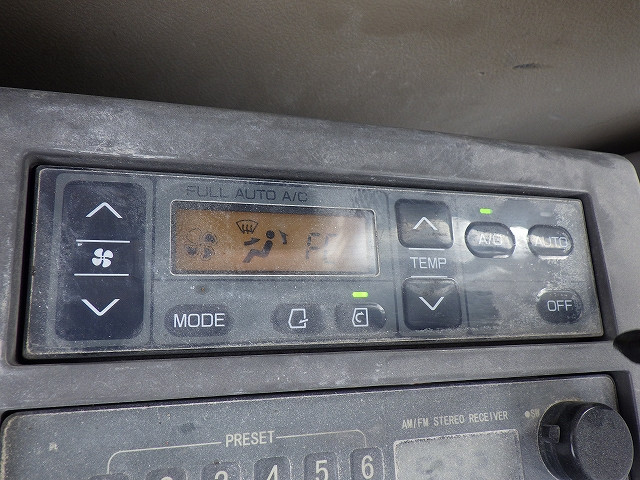 FULL AUTO A/C
TEMP
A/C
AUTO
MODE
OFF
AM/FM STEREO RECEIVER
PRESET
3 4 5 6